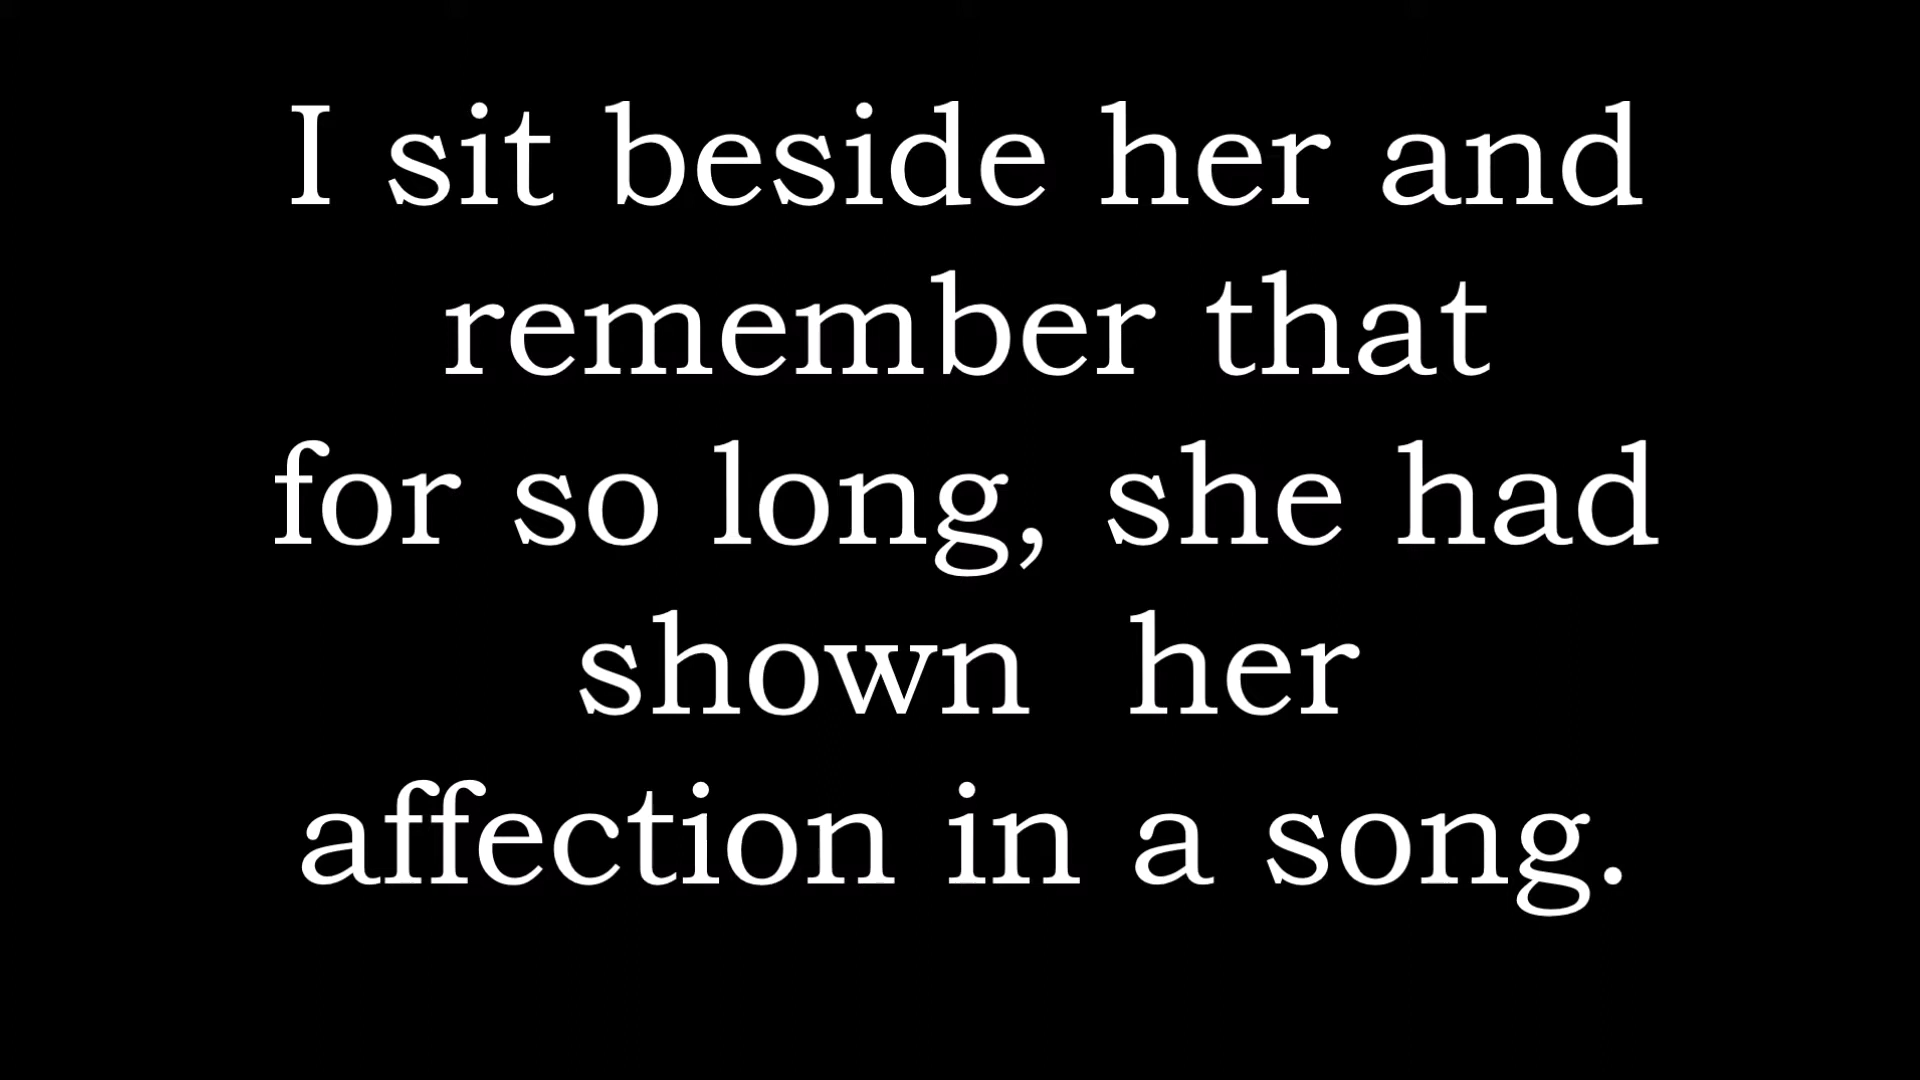 I sit beside her and
remember that
for so long, she had
shown  her
affection in a song.